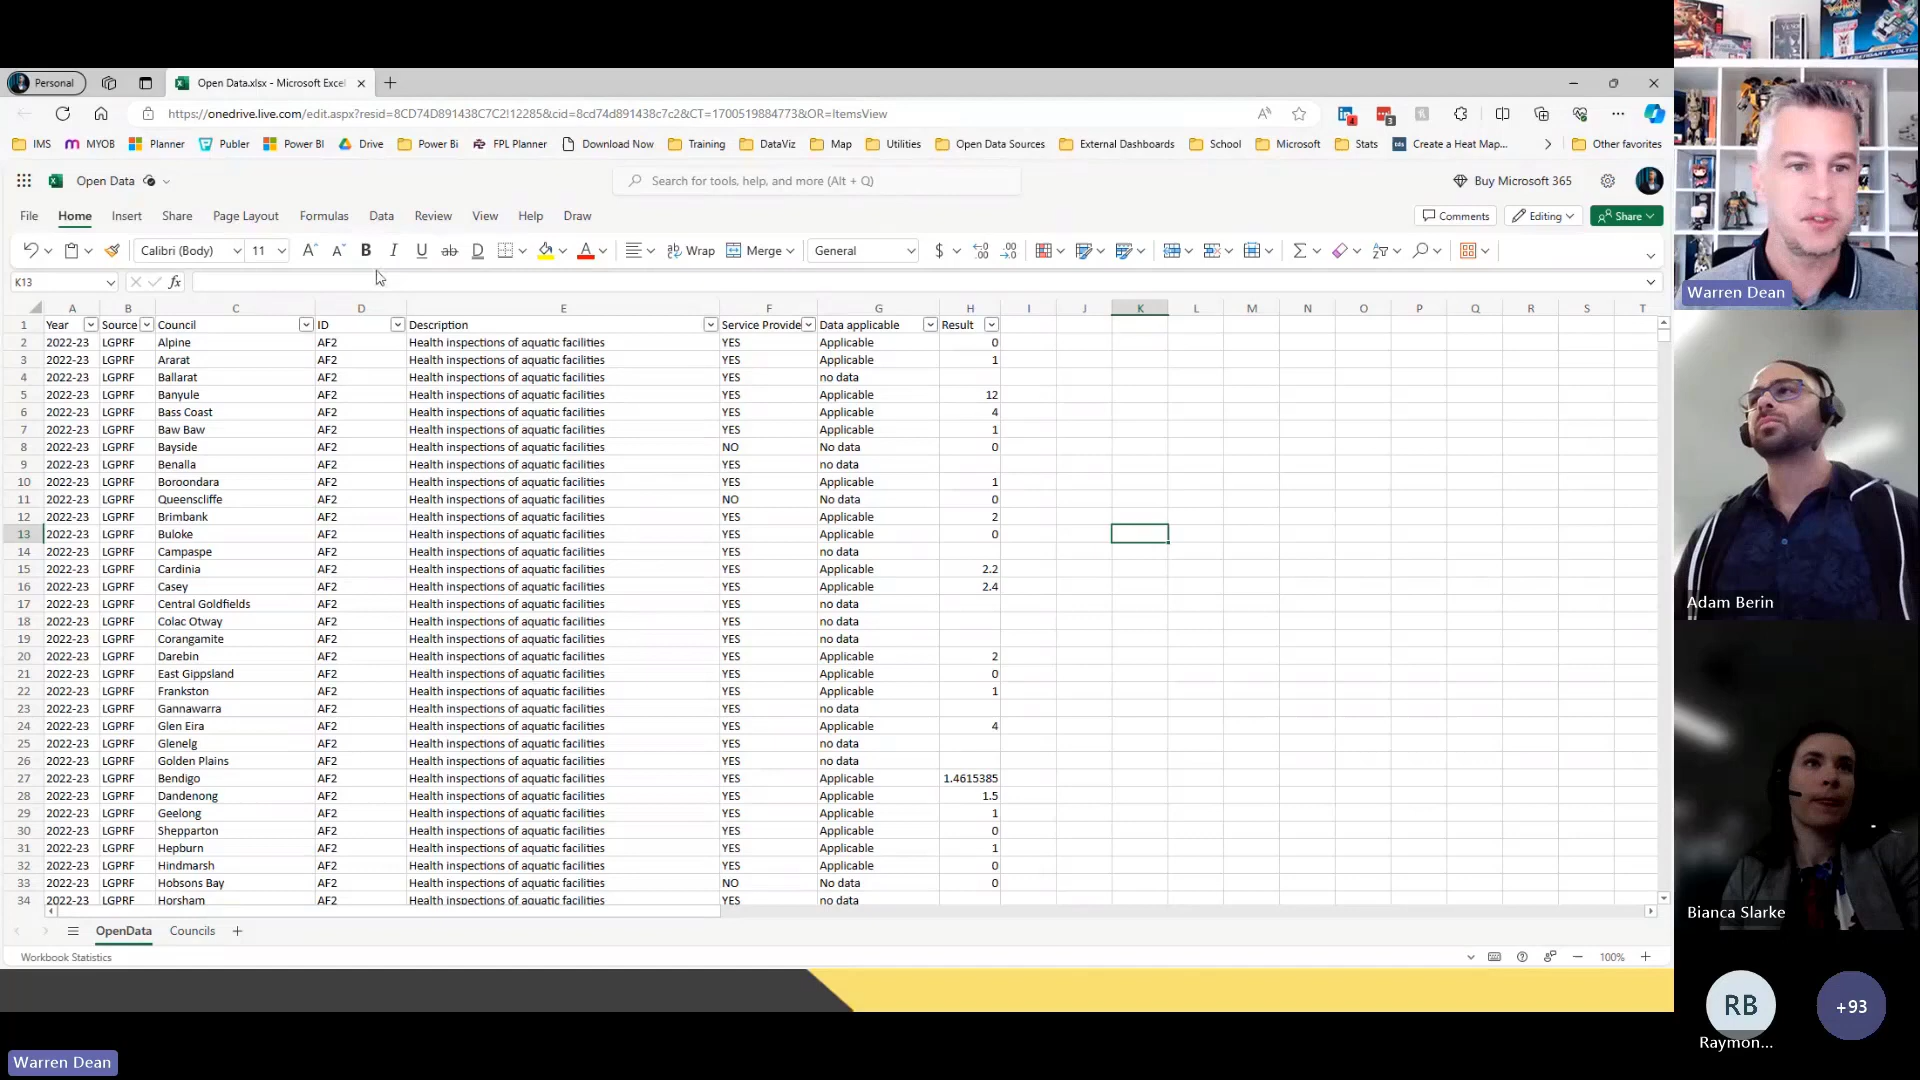 Personal
Open Data.xlsx - Microsoft Excel
https://onedrive.live.com/edit.aspx?resid=8CD74D891438C7C2!12285&cid=8cd74d891438c7c2&CT=1700519884773&OR=ItemsView
IMS MYOB Planner Publer Power BI Drive Power Bi FPL Planner Download Now Training DataViz Map Utilities Open Data Sources External Dashboards School Microsoft Stats Create a Heat Map... Other favorites
Open Data
Search for tools, help, and more (Alt + Q)
Buy Microsoft 365
File Home Insert Share Page Layout Formulas Data Review View Help Draw
Comments Editing Share
Calibri (Body) 11 Wrap Merge General
K13
A B C D E F G H I J K L M N O P Q R S T
1 Year Source Council ID Description Service Provide Data applicable Result
2 2022-23 LGPRF Alpine AF2 Health inspections of aquatic facilities YES Applicable 0
3 2022-23 LGPRF Ararat AF2 Health inspections of aquatic facilities YES Applicable 1
4 2022-23 LGPRF Ballarat AF2 Health inspections of aquatic facilities YES no data
5 2022-23 LGPRF Banyule AF2 Health inspections of aquatic facilities YES Applicable 12
6 2022-23 LGPRF Bass Coast AF2 Health inspections of aquatic facilities YES Applicable 4
7 2022-23 LGPRF Baw Baw AF2 Health inspections of aquatic facilities YES Applicable 1
8 2022-23 LGPRF Bayside AF2 Health inspections of aquatic facilities NO No data 0
9 2022-23 LGPRF Benalla AF2 Health inspections of aquatic facilities YES no data
10 2022-23 LGPRF Boroondara AF2 Health inspections of aquatic facilities YES Applicable 1
11 2022-23 LGPRF Queenscliffe AF2 Health inspections of aquatic facilities NO No data 0
12 2022-23 LGPRF Brimbank AF2 Health inspections of aquatic facilities YES Applicable 2
13 2022-23 LGPRF Buloke AF2 Health inspections of aquatic facilities YES Applicable 0
14 2022-23 LGPRF Campaspe AF2 Health inspections of aquatic facilities YES no data
15 2022-23 LGPRF Cardinia AF2 Health inspections of aquatic facilities YES Applicable 2.2
16 2022-23 LGPRF Casey AF2 Health inspections of aquatic facilities YES Applicable 2.4
17 2022-23 LGPRF Central Goldfields AF2 Health inspections of aquatic facilities YES no data
18 2022-23 LGPRF Colac Otway AF2 Health inspections of aquatic facilities YES no data
19 2022-23 LGPRF Corangamite AF2 Health inspections of aquatic facilities YES no data
20 2022-23 LGPRF Darebin AF2 Health inspections of aquatic facilities YES Applicable 2
21 2022-23 LGPRF East Gippsland AF2 Health inspections of aquatic facilities YES Applicable 0
22 2022-23 LGPRF Frankston AF2 Health inspections of aquatic facilities YES Applicable 1
23 2022-23 LGPRF Gannawarra AF2 Health inspections of aquatic facilities YES no data
24 2022-23 LGPRF Glen Eira AF2 Health inspections of aquatic facilities YES Applicable 4
25 2022-23 LGPRF Glenelg AF2 Health inspections of aquatic facilities YES no data
26 2022-23 LGPRF Golden Plains AF2 Health inspections of aquatic facilities YES no data
27 2022-23 LGPRF Bendigo AF2 Health inspections of aquatic facilities YES Applicable 1.4615385
28 2022-23 LGPRF Dandenong AF2 Health inspections of aquatic facilities YES Applicable 1.5
29 2022-23 LGPRF Geelong AF2 Health inspections of aquatic facilities YES Applicable 1
30 2022-23 LGPRF Shepparton AF2 Health inspections of aquatic facilities YES Applicable 0
31 2022-23 LGPRF Hepburn AF2 Health inspections of aquatic facilities YES Applicable 1
32 2022-23 LGPRF Hindmarsh AF2 Health inspections of aquatic facilities YES Applicable 0
33 2022-23 LGPRF Hobsons Bay AF2 Health inspections of aquatic facilities NO No data 0
34 2022-23 LGPRF Horsham AF2 Health inspections of aquatic facilities YES no data
OpenData Councils
Workbook Statistics
100%
Warren Dean
Adam Berin
Bianca Slarke
RB
+93
Raymon...
Warren Dean